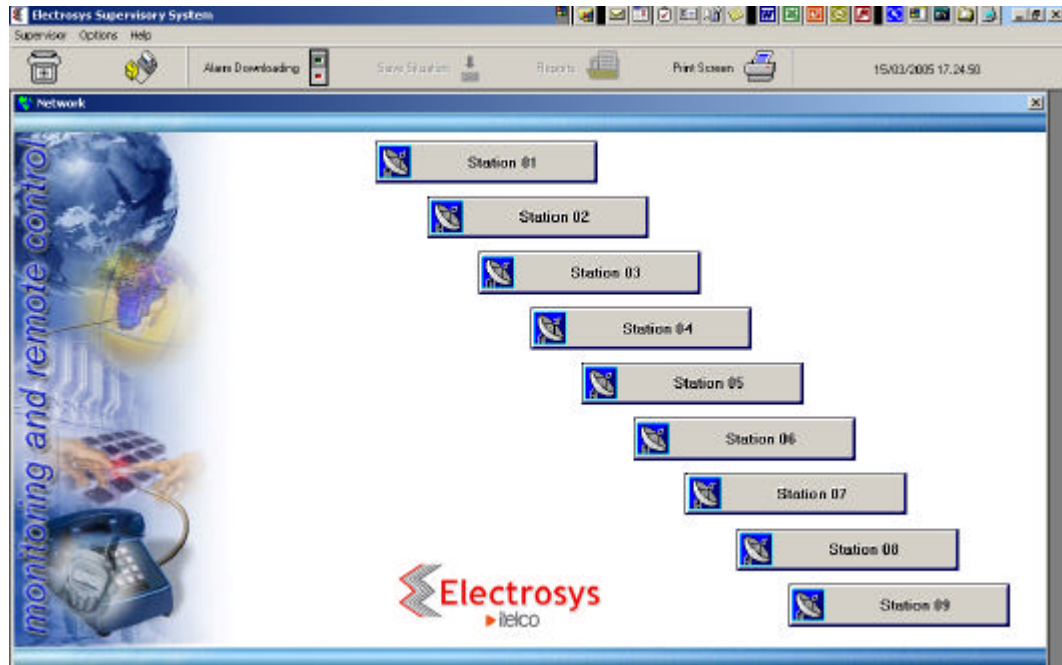 Electrosys Supervisory System
Supervisor Options Help
Alarm Downloading Save Situation Reports Print Screen 15/03/2005 17.24.50
Network
monitoring and remote control
Station 01
Station 02
Station 03
Station 04
Station 05
Station 06
Station 07
Station 08
Station 09
Electrosys
itelco